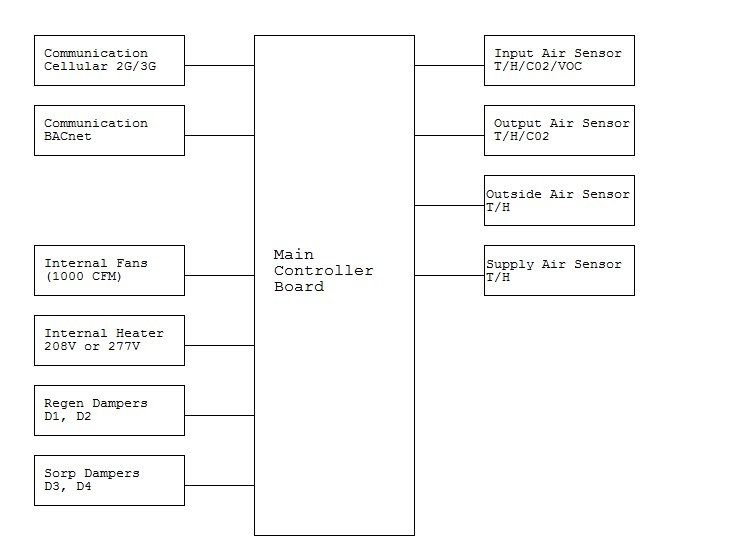 Communication
Cellular 2G/3G
Communication
BACnet
Internal Fans
(1000 CFM)
Internal Heater
208V or 277V
Regen Dampers
D1, D2
Sorp Dampers
D3, D4
Main
Controller
Board
Input Air Sensor
T/H/C02/VOC
Output Air Sensor
T/H/C02
Outside Air Sensor
T/H
Supply Air Sensor
T/H